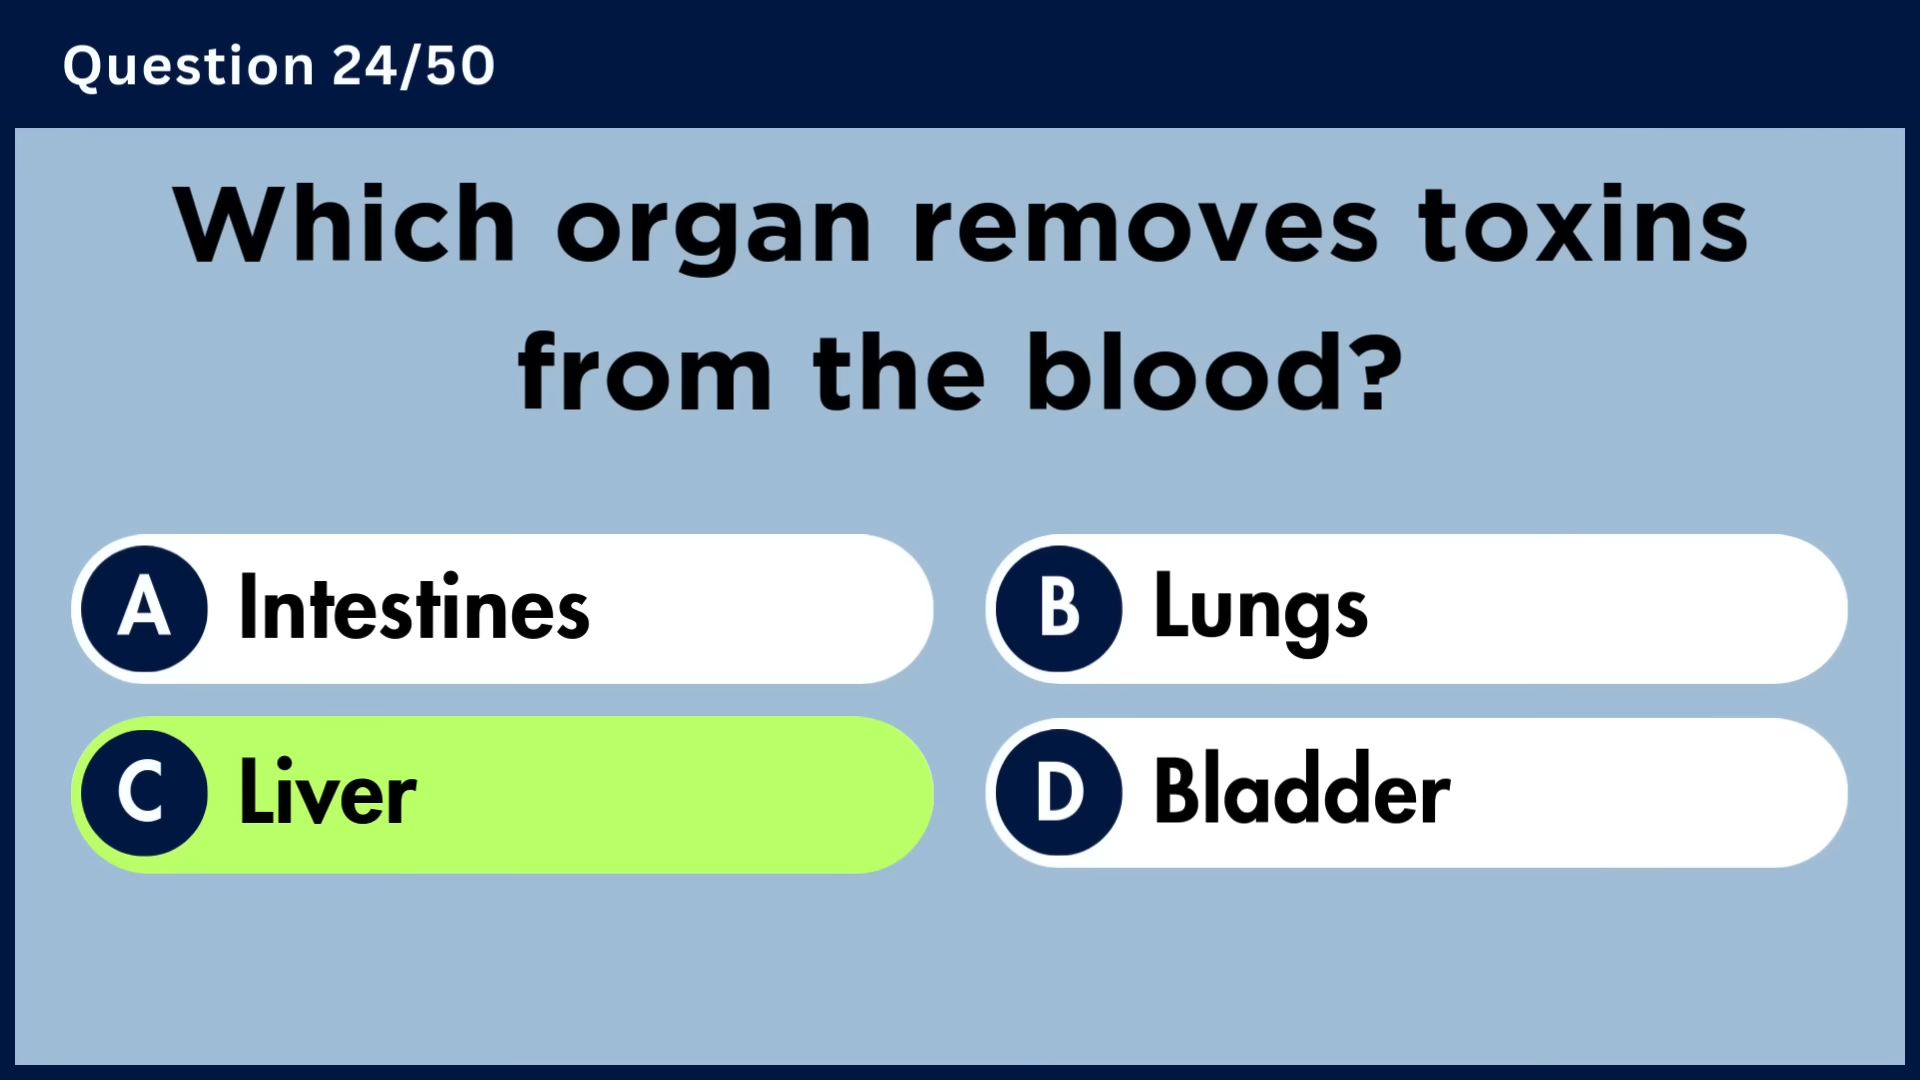 Question 24/50
Which organ removes toxins
from the blood?
A Intestines
B Lungs
C Liver
D Bladder